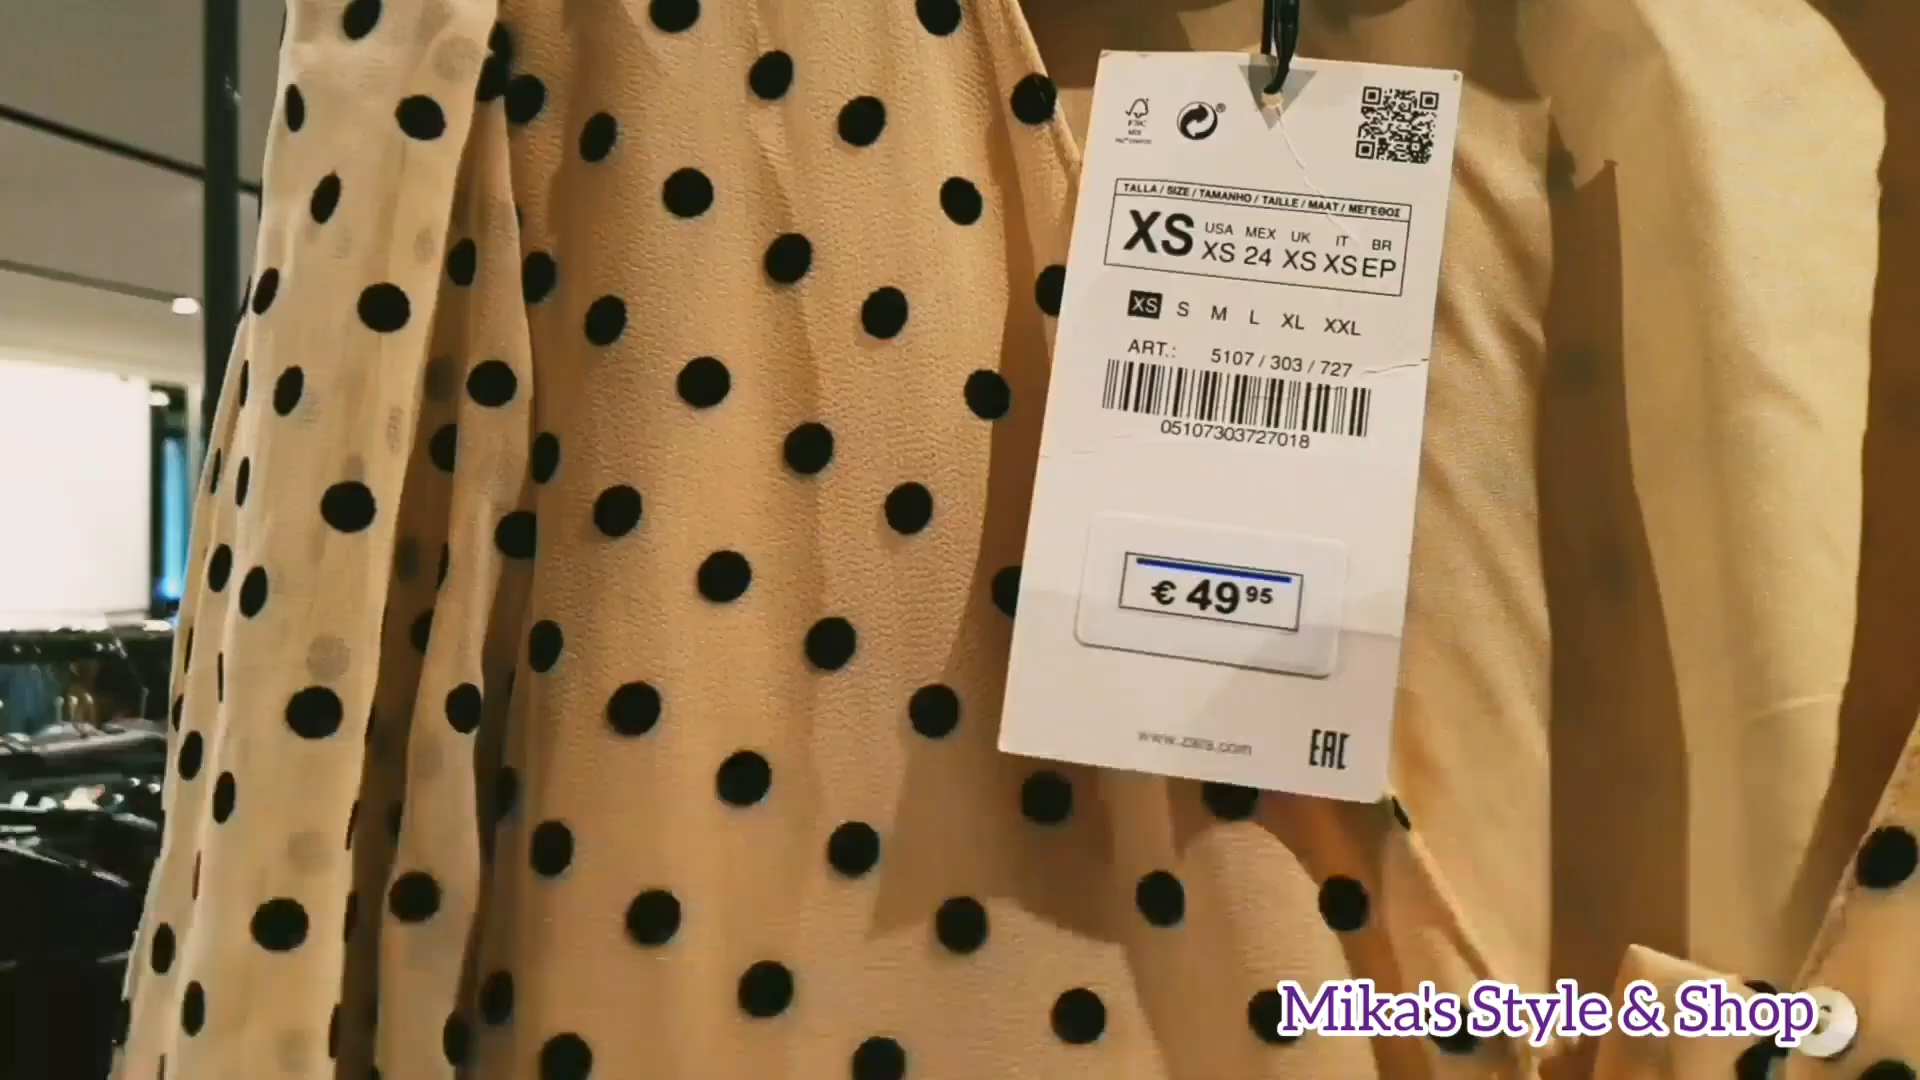 FSC
®
TALLA / SIZE / TAMANHO / TAILLE / MAAT / ΜΕΓΕΘΟΣ
XS
USA MEX UK IT BR
XS 24 XS XS EP
XS S M L XL XXL
ART.: 5107 / 303 / 727
05107303727018
€ 49 95
www.zara.com
EAC
Mika's Style & Shop